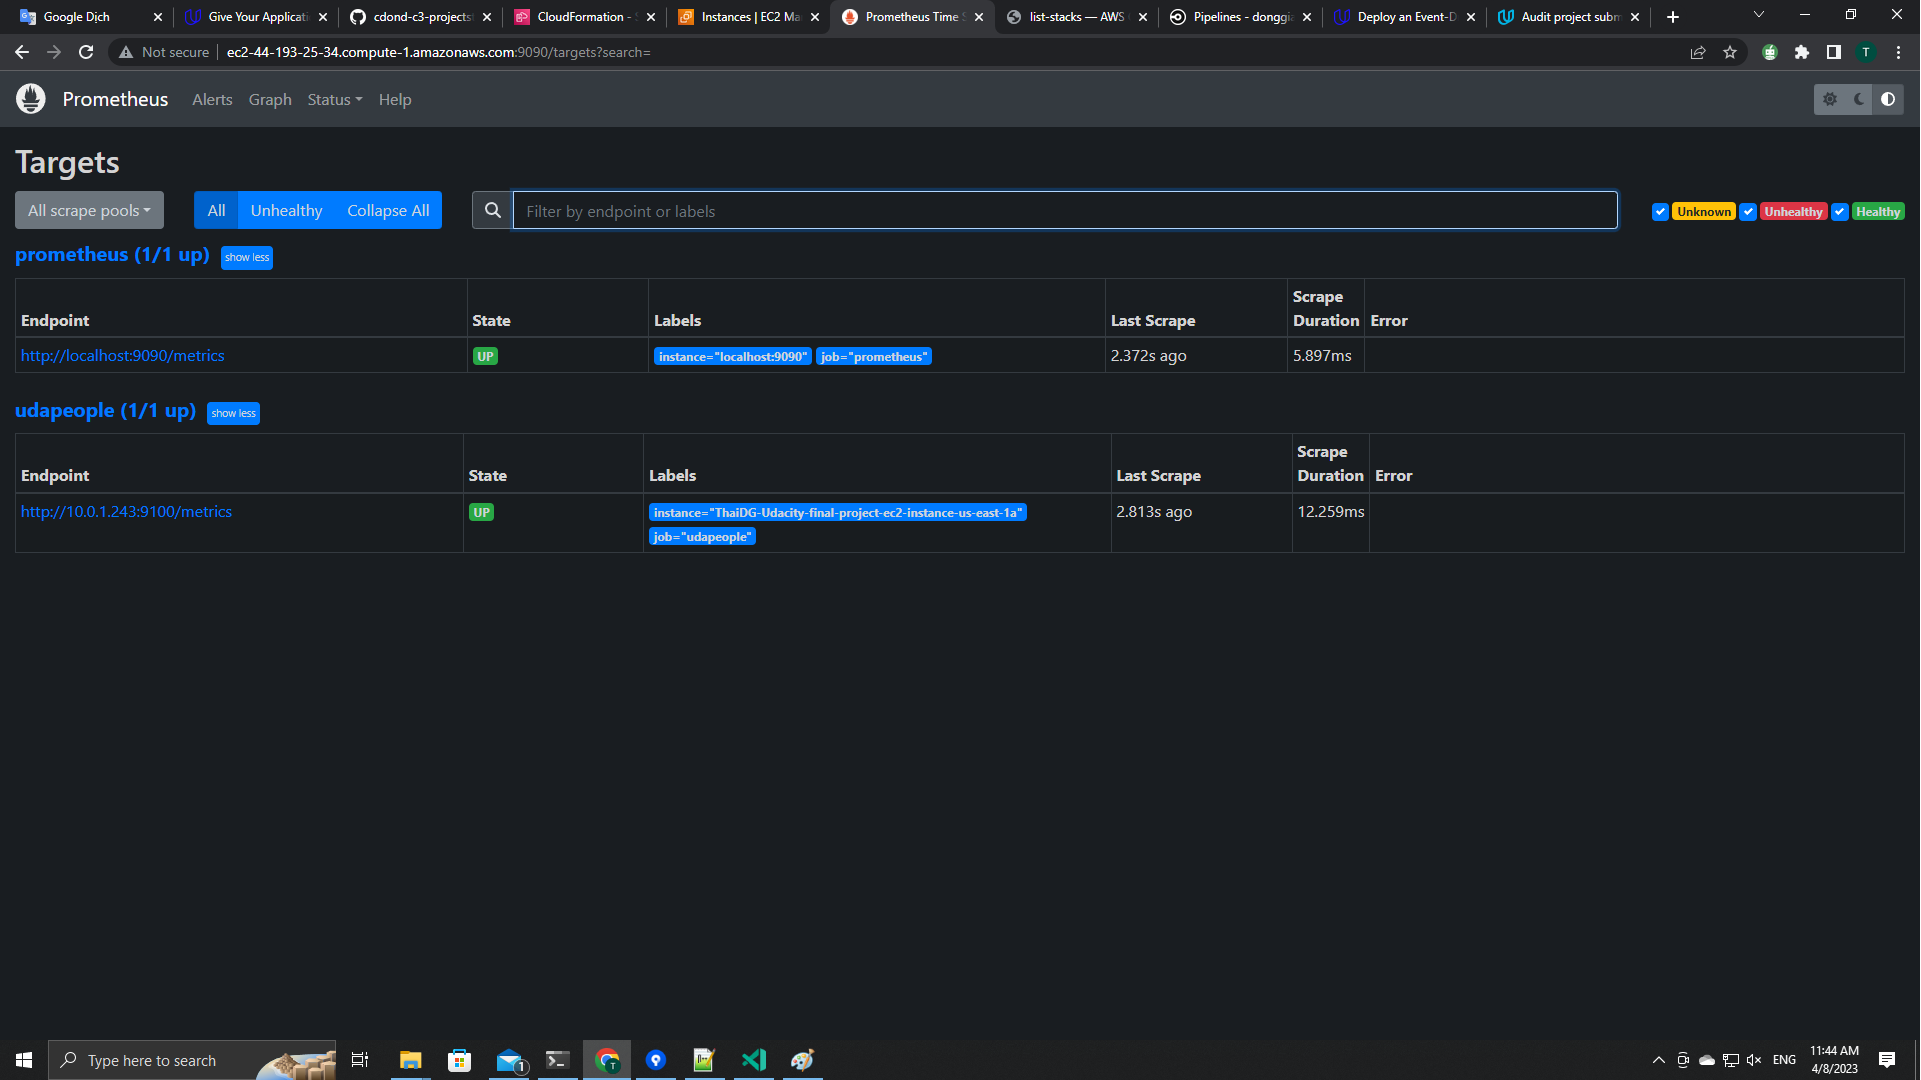 Google Dịch
Give Your Applicati
cdond-c3-projects
CloudFormation - S
Instances | EC2 Ma
Prometheus Time S
list-stacks — AWS
Pipelines - donggia
Deploy an Event-D
Audit project subm
Not secure
ec2-44-193-25-34.compute-1.amazonaws.com:9090/targets?search=
T
Prometheus
Alerts
Graph
Status
Help
Targets
All scrape pools
All
Unhealthy
Collapse All
Filter by endpoint or labels
Unknown
Unhealthy
Healthy
prometheus (1/1 up)
show less
Endpoint
State
Labels
Last Scrape
Scrape
Duration
Error
http://localhost:9090/metrics
UP
instance="localhost:9090"
job="prometheus"
2.372s ago
5.897ms
udapeople (1/1 up)
show less
Endpoint
State
Labels
Last Scrape
Scrape
Duration
Error
http://10.0.1.243:9100/metrics
UP
instance="ThaiDG-Udacity-final-project-ec2-instance-us-east-1a"
job="udapeople"
2.813s ago
12.259ms
Type here to search
1
T
ENG
11:44 AM
4/8/2023